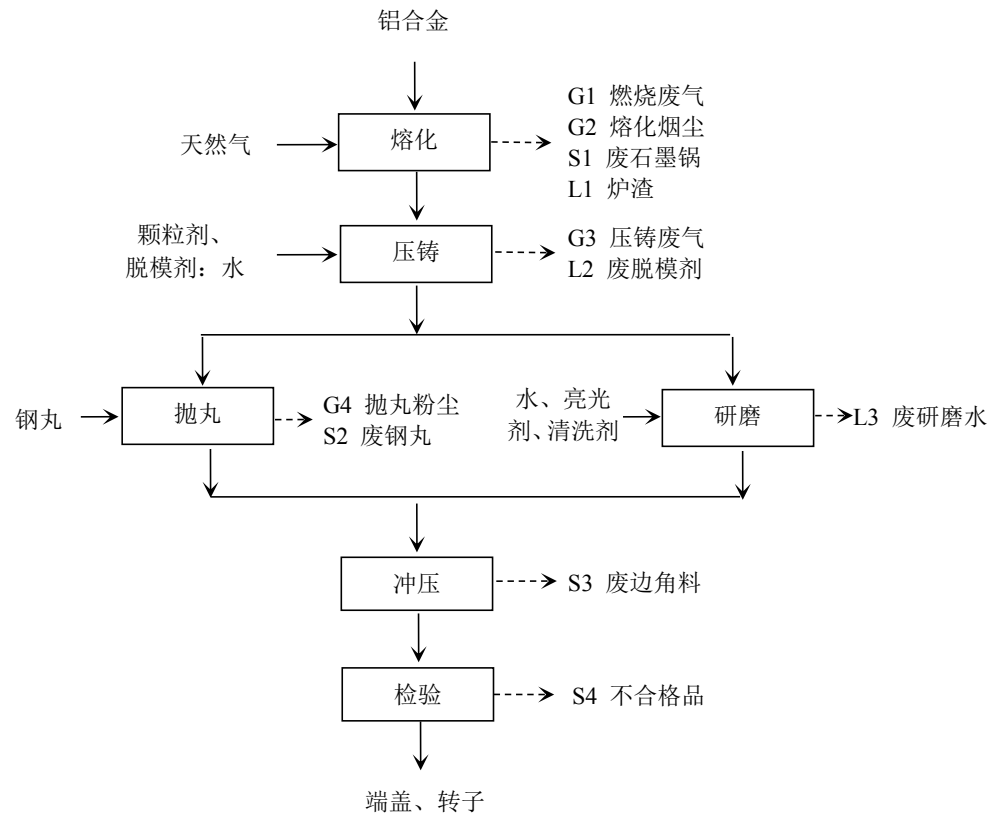 铝合金
G1 燃烧废气
G2 熔化烟尘
天然气
熔化
S1 废石墨锅
L1 炉渣
颗粒剂、
脱模剂：水
压铸
G3 压铸废气
L2 废脱模剂
钢丸
抛丸
G4 抛丸粉尘
S2 废钢丸
水、亮光
剂、清洗剂
研磨
L3 废研磨水
冲压
S3 废边角料
检验
S4 不合格品
端盖、转子